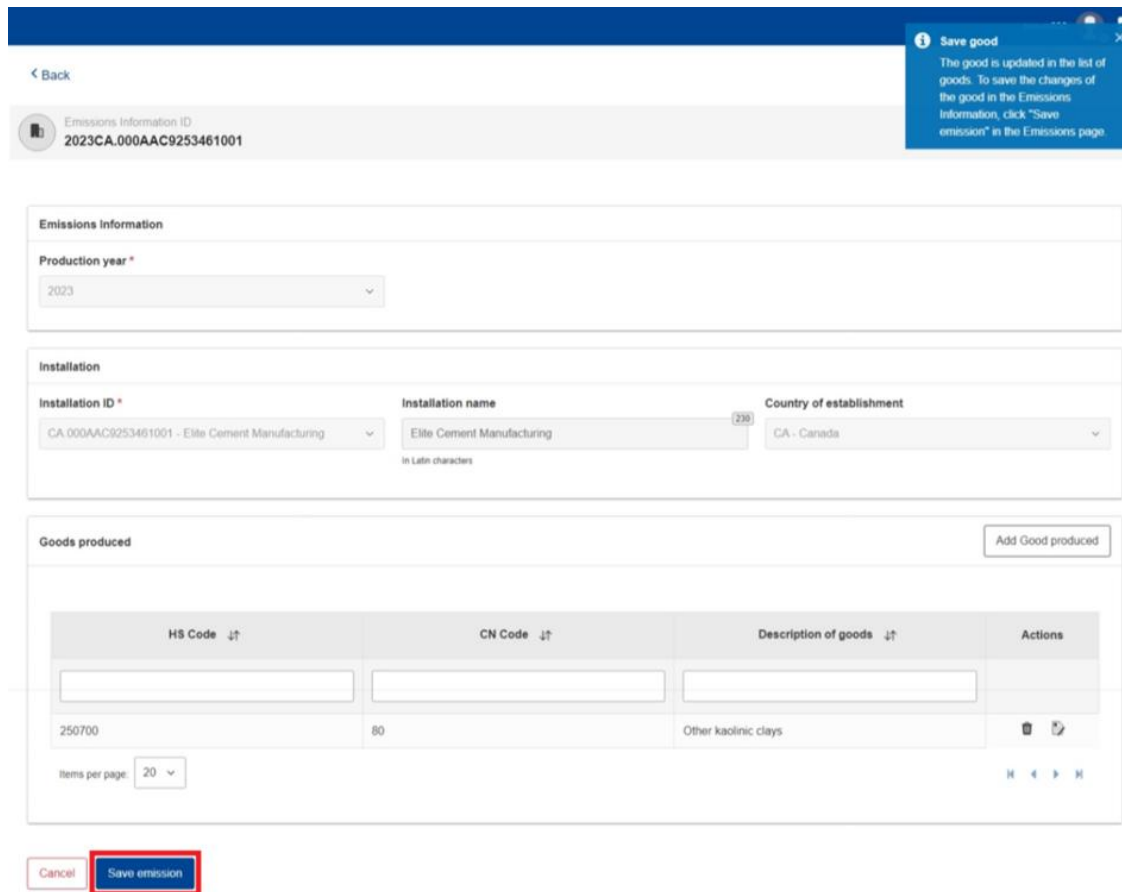 Save good
The good is updated in the list of
goods. To save the changes of
the good in the Emissions
Information, click "Save
emission" in the Emissions page.
Back
Emissions Information ID
2023CA.000AAC9253461001
Emissions Information
Production year *
2023
Installation
Installation ID * Installation name Country of establishment
230
CA.000AAC9253461001 - Elite Cement Manufacturing Elite Cement Manufacturing CA - Canada
In Latin characters
Goods produced Add Good produced
HS Code CN Code Description of goods Actions
250700 80 Other kaolinic clays
Items per page: 20
Cancel Save emission